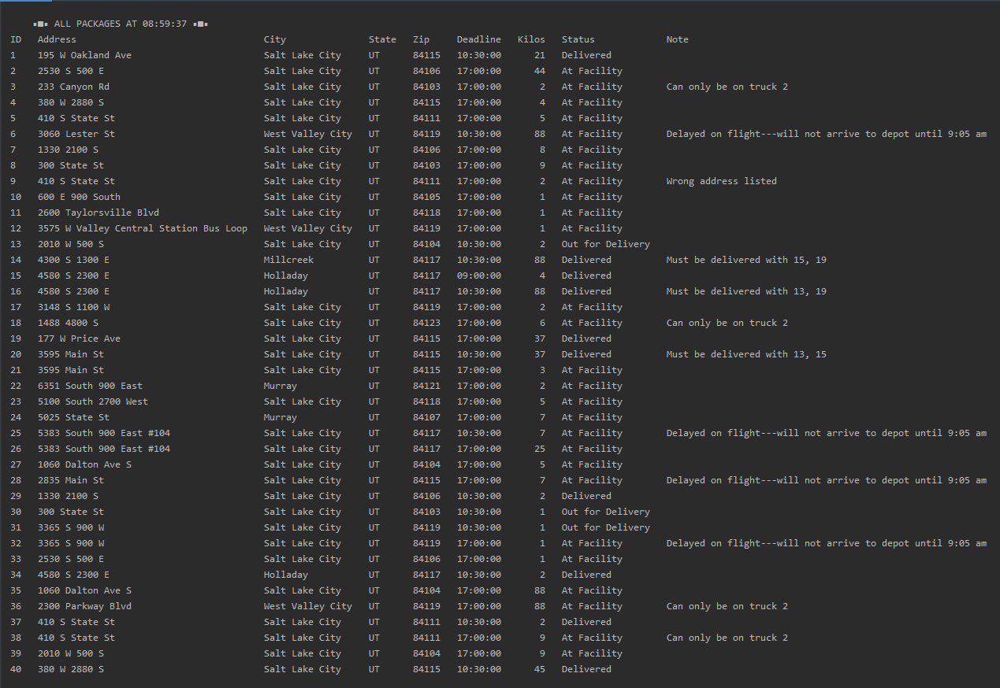 ▪■▪ ALL PACKAGES AT 08:59:37 ▪■▪
ID Address City State Zip Deadline Kilos Status Note
1 195 W Oakland Ave Salt Lake City UT 84115 10:30:00 21 Delivered
2 2530 S 500 E Salt Lake City UT 84106 17:00:00 44 At Facility
3 233 Canyon Rd Salt Lake City UT 84103 17:00:00 2 At Facility Can only be on truck 2
4 380 W 2880 S Salt Lake City UT 84115 17:00:00 4 At Facility
5 410 S State St Salt Lake City UT 84111 17:00:00 5 At Facility
6 3060 Lester St West Valley City UT 84119 10:30:00 88 At Facility Delayed on flight---will not arrive to depot until 9:05 am
7 1330 2100 S Salt Lake City UT 84106 17:00:00 8 At Facility
8 300 State St Salt Lake City UT 84103 17:00:00 9 At Facility
9 410 S State St Salt Lake City UT 84111 17:00:00 2 At Facility Wrong address listed
10 600 E 900 South Salt Lake City UT 84105 17:00:00 1 At Facility
11 2600 Taylorsville Blvd Salt Lake City UT 84118 17:00:00 1 At Facility
12 3575 W Valley Central Station Bus Loop West Valley City UT 84119 17:00:00 1 At Facility
13 2010 W 500 S Salt Lake City UT 84104 10:30:00 2 Out for Delivery
14 4300 S 1300 E Millcreek UT 84117 10:30:00 88 Delivered Must be delivered with 15, 19
15 4580 S 2300 E Holladay UT 84117 09:00:00 4 Delivered
16 4580 S 2300 E Holladay UT 84117 10:30:00 88 Delivered Must be delivered with 13, 19
17 3148 S 1100 W Salt Lake City UT 84119 17:00:00 2 At Facility
18 1488 4800 S Salt Lake City UT 84123 17:00:00 6 At Facility Can only be on truck 2
19 177 W Price Ave Salt Lake City UT 84115 17:00:00 37 Delivered
20 3595 Main St Salt Lake City UT 84115 10:30:00 37 Delivered Must be delivered with 13, 15
21 3595 Main St Salt Lake City UT 84115 17:00:00 3 At Facility
22 6351 South 900 East Murray UT 84121 17:00:00 2 At Facility
23 5100 South 2700 West Salt Lake City UT 84118 17:00:00 5 At Facility
24 5025 State St Murray UT 84107 17:00:00 7 At Facility
25 5383 South 900 East #104 Salt Lake City UT 84117 10:30:00 7 At Facility Delayed on flight---will not arrive to depot until 9:05 am
26 5383 South 900 East #104 Salt Lake City UT 84117 17:00:00 25 At Facility
27 1060 Dalton Ave S Salt Lake City UT 84104 17:00:00 5 At Facility
28 2835 Main St Salt Lake City UT 84115 17:00:00 7 At Facility Delayed on flight---will not arrive to depot until 9:05 am
29 1330 2100 S Salt Lake City UT 84106 10:30:00 2 Delivered
30 300 State St Salt Lake City UT 84103 10:30:00 1 Out for Delivery
31 3365 S 900 W Salt Lake City UT 84119 10:30:00 1 Out for Delivery
32 3365 S 900 W Salt Lake City UT 84119 17:00:00 1 At Facility Delayed on flight---will not arrive to depot until 9:05 am
33 2530 S 500 E Salt Lake City UT 84106 17:00:00 1 At Facility
34 4580 S 2300 E Holladay UT 84117 10:30:00 2 Delivered
35 1060 Dalton Ave S Salt Lake City UT 84104 17:00:00 88 At Facility
36 2300 Parkway Blvd West Valley City UT 84119 17:00:00 88 At Facility Can only be on truck 2
37 410 S State St Salt Lake City UT 84111 10:30:00 2 Delivered
38 410 S State St Salt Lake City UT 84111 17:00:00 9 At Facility Can only be on truck 2
39 2010 W 500 S Salt Lake City UT 84104 17:00:00 9 At Facility
40 380 W 2880 S Salt Lake City UT 84115 10:30:00 45 Delivered